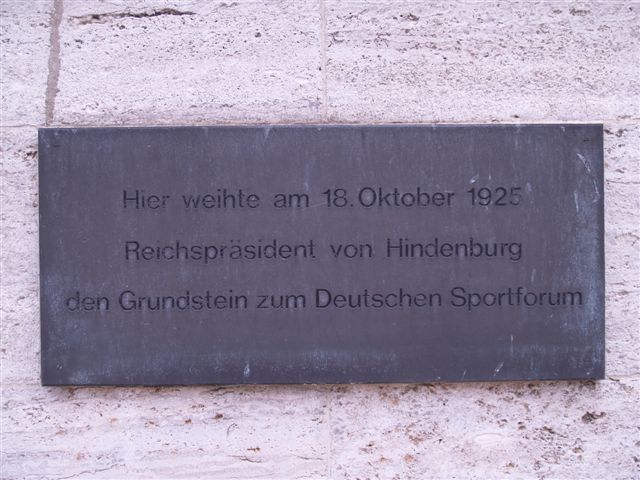 Hier weihte am 18. Oktober 1925
Reichspräsident von Hindenburg
den Grundstein zum Deutschen Sportforum